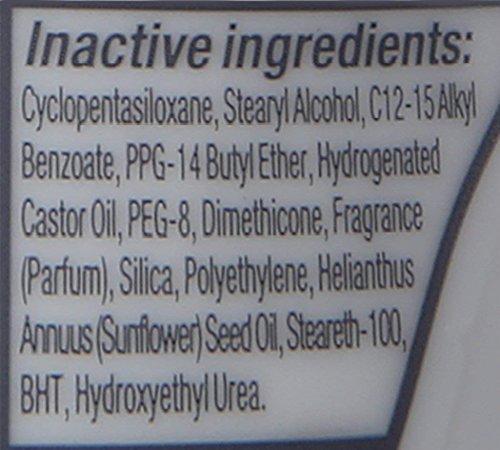 Inactive ingredients:
Cyclopentasiloxane, Stearyl Alcohol, C12-15 Alkyl
Benzoate, PPG-14 Butyl Ether, Hydrogenated
Castor Oil, PEG-8, Dimethicone, Fragrance
(Parfum), Silica, Polyethylene, Helianthus
Annuus (Sunflower) Seed Oil, Steareth-100,
BHT, Hydroxyethyl Urea.